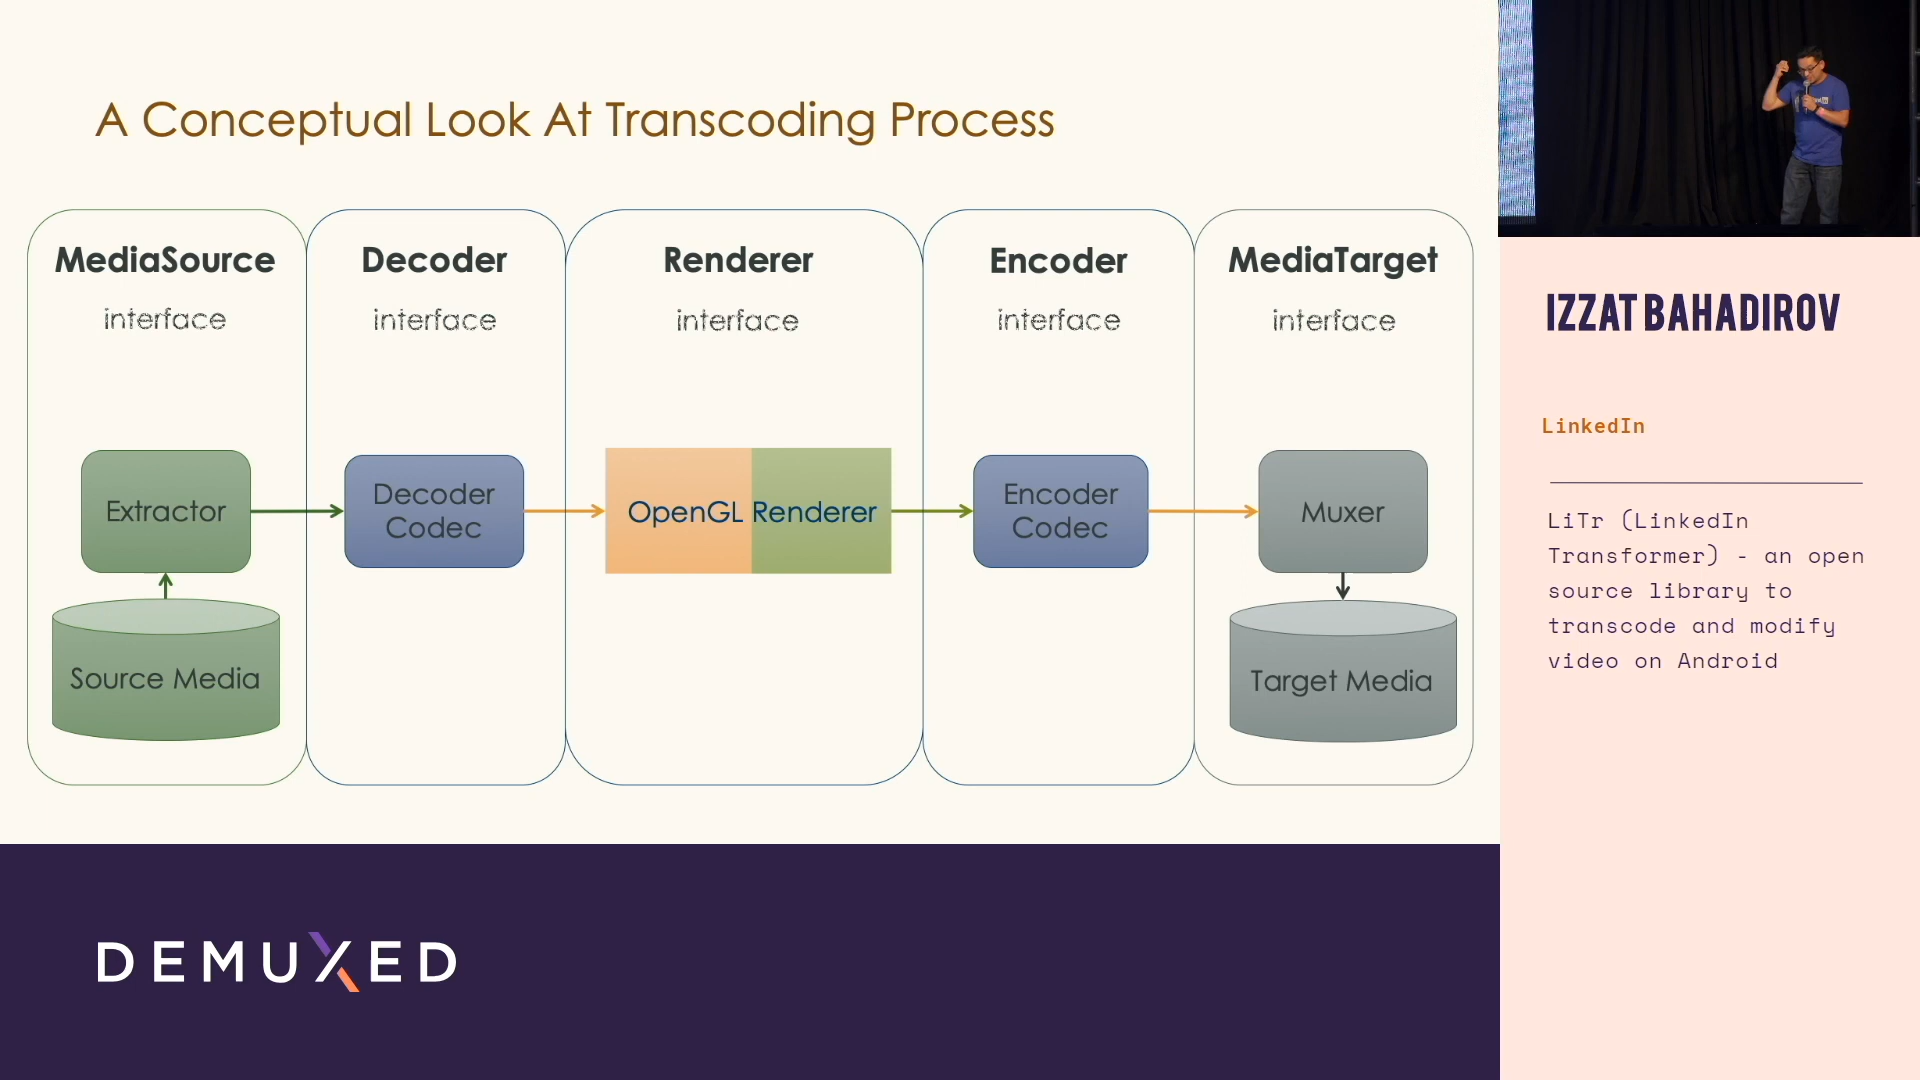 A Conceptual Look At Transcoding Process
MediaSource
interface
Decoder
interface
Renderer
interface
Encoder
interface
MediaTarget
interface
Extractor
Decoder
Codec
OpenGL Renderer
Encoder
Codec
Muxer
Source Media
Target Media
DEMUXED
IZZAT BAHADIROV
LinkedIn
LiTr (LinkedIn
Transformer) - an open
source library to
transcode and modify
video on Android